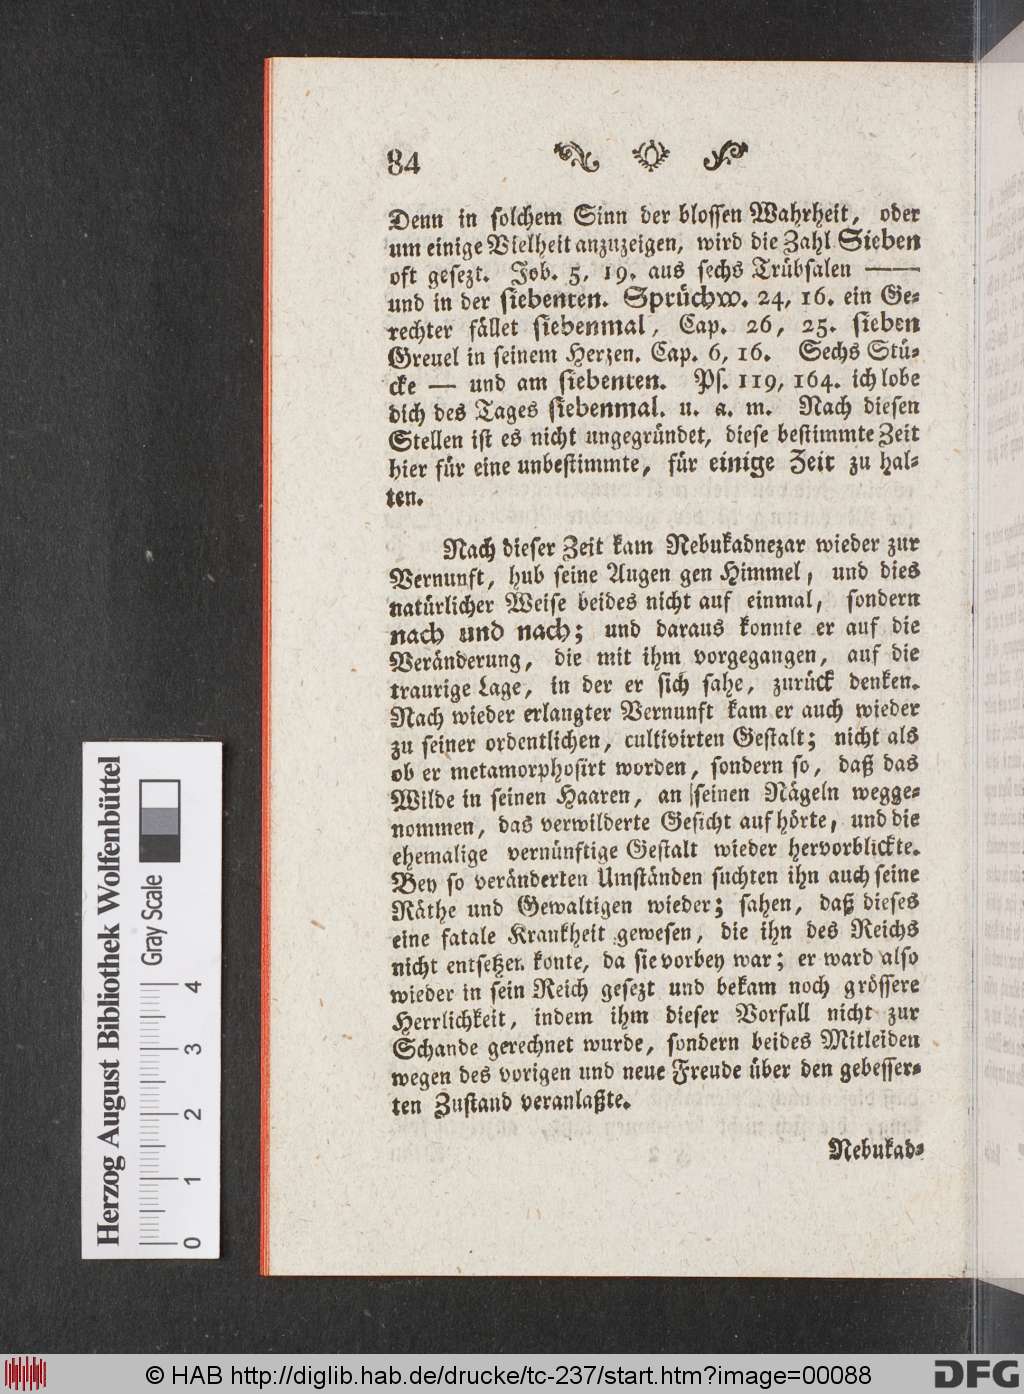 84
Denn in solchem Sinn der blossen Wahrheit, oder
um einige Vielheit anzuzeigen, wird die Zahl Sieben
oft gesezt. Job. 5, 19. aus sechs Trübsalen ——
und in der siebenten. Sprüchw. 24, 16. ein Ge-
rechter fället siebenmal, Cap. 26, 25. sieben
Greuel in seinem Herzen. Cap. 6, 16. Sechs Stü-
cke — und am siebenten. Ps. 119, 164. ich lobe
dich des Tages siebenmal. u. a. m. Nach diesen
Stellen ist es nicht ungegründet, diese bestimmte Zeit
hier für eine unbestimmte, für einige Zeit zu hal-
ten.
Nach dieser Zeit kam Nebukadnezar wieder zur
Vernunft, hub seine Augen gen Himmel, und dies
natürlicher Weise beides nicht auf einmal, sondern
nach und nach; und daraus konnte er auf die
Veränderung, die mit ihm vorgegangen, auf die
traurige Lage, in der er sich sahe, zurück denken.
Nach wieder erlangter Vernunft kam er auch wieder
zu seiner ordentlichen, cultivirten Gestalt; nicht als
ob er metamorphosirt worden, sondern so, daß das
Wilde in seinen Haaren, an seinen Nägeln wegge-
nommen, das verwilderte Gesicht auf hörte, und die
ehemalige vernünftige Gestalt wieder hervorblickte.
Bey so veränderten Umständen suchten ihn auch seine
Räthe und Gewaltigen wieder; sahen, daß dieses
eine fatale Krankheit gewesen, die ihn des Reichs
nicht entsetzen konte, da sie vorbey war; er ward also
wieder in sein Reich gesezt und bekam noch grössere
Herrlichkeit, indem ihm dieser Vorfall nicht zur
Schande gerechnet wurde, sondern beides Mitleiden
wegen des vorigen und neue Freude über den gebesser-
ten Zustand veranlaßte.
Nebukad-
Herzog August Bibliothek Wolfenbüttel
Gray Scale
0 1 2 3 4
© HAB http://diglib.hab.de/drucke/tc-237/start.htm?image=00088
DFG